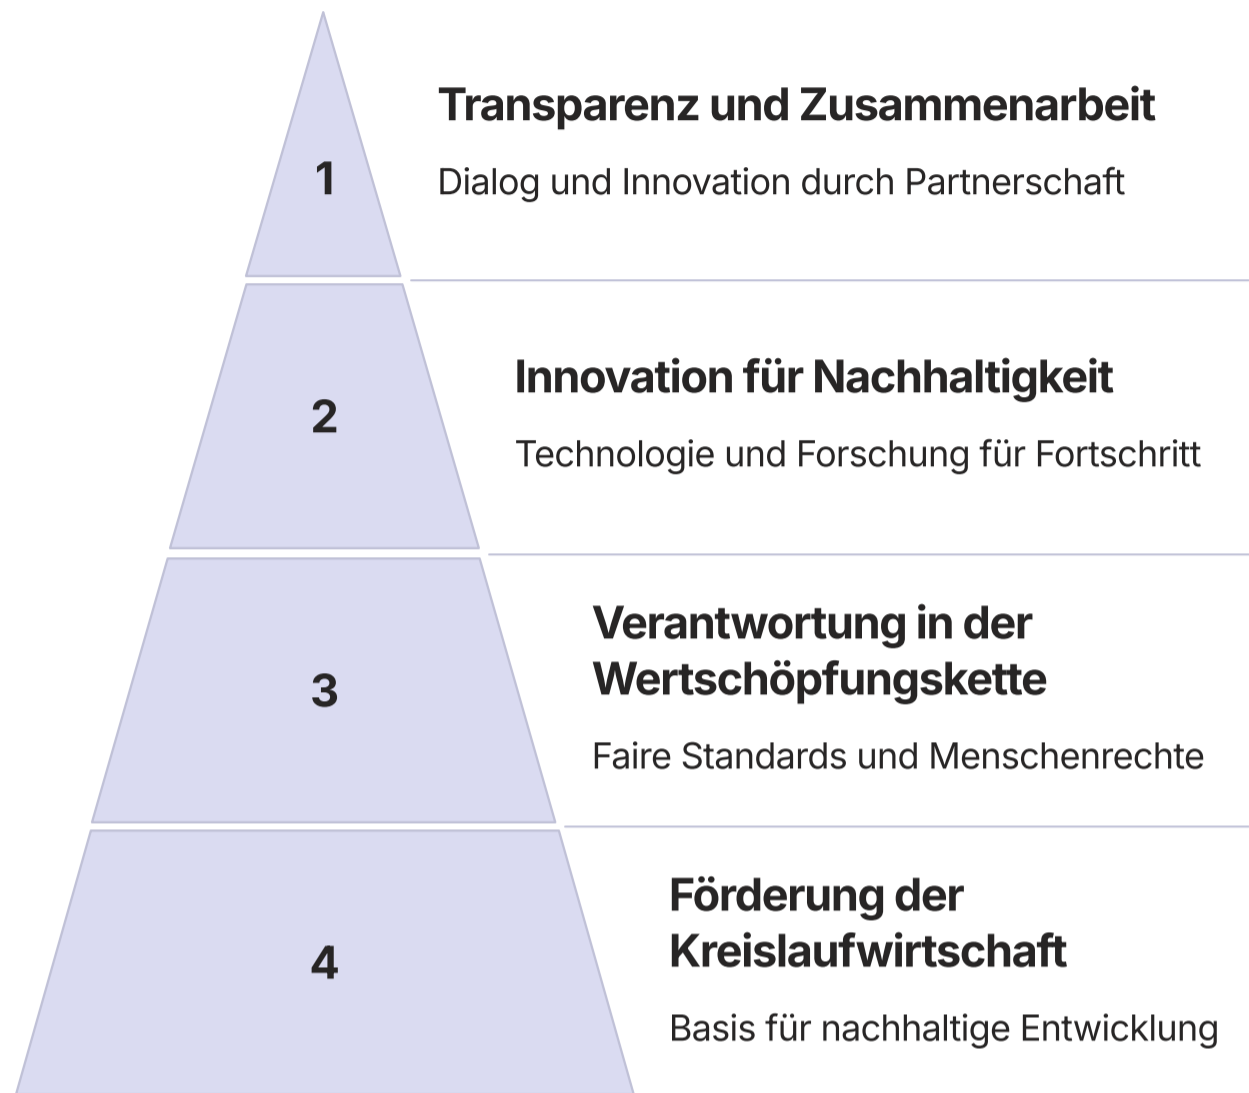 1
Transparenz und Zusammenarbeit
Dialog und Innovation durch Partnerschaft
2
Innovation für Nachhaltigkeit
Technologie und Forschung für Fortschritt
3
Verantwortung in der
Wertschöpfungskette
Faire Standards und Menschenrechte
4
Förderung der
Kreislaufwirtschaft
Basis für nachhaltige Entwicklung